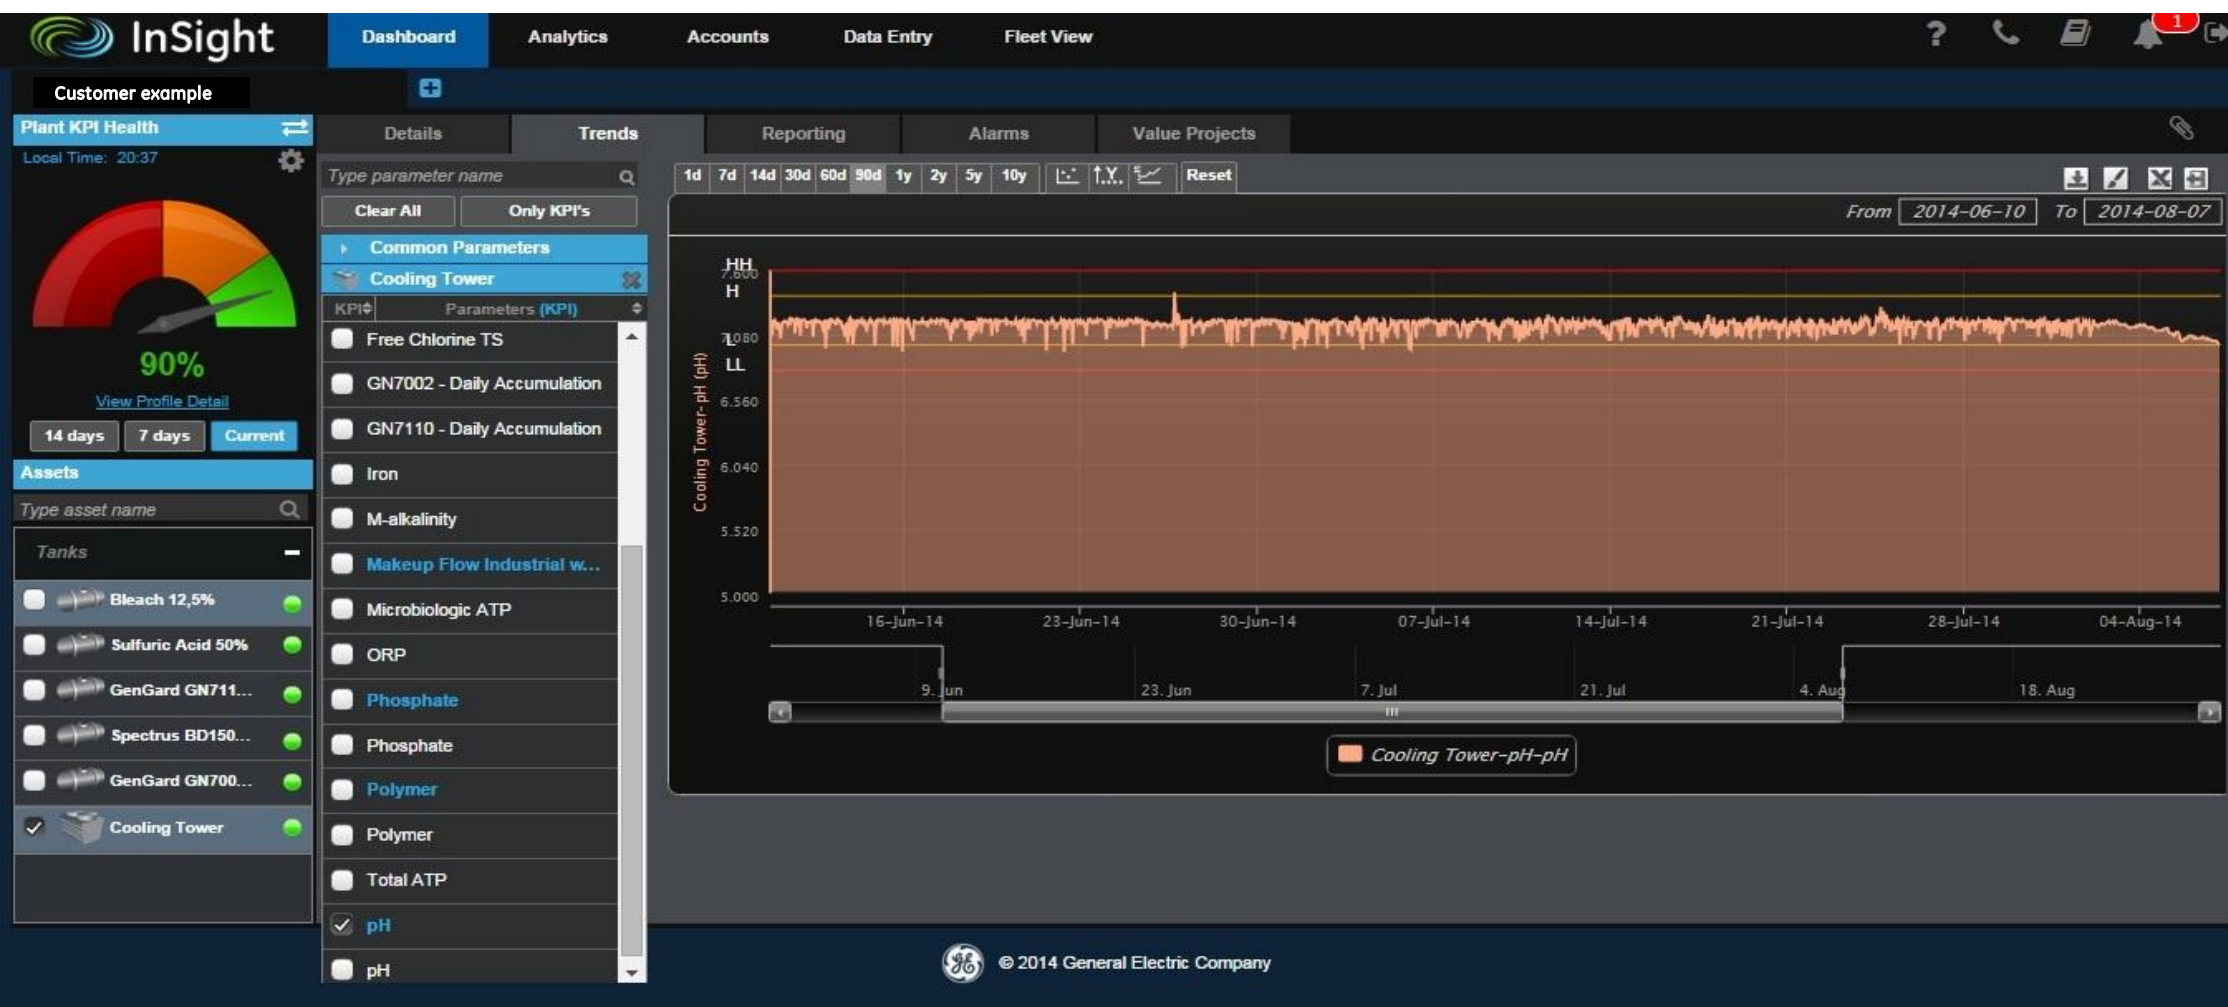 InSight
Dashboard Analytics Accounts Data Entry Fleet View
? 1
Customer example
Plant KPI Health
Local Time: 20:37
90%
View Profile Detail
14 days 7 days Current
Assets
Type asset name
Tanks
Bleach 12,5%
Sulfuric Acid 50%
GenGard GN711...
Spectrus BD150...
GenGard GN700...
Cooling Tower
Details Trends Reporting Alarms Value Projects
Type parameter name
Clear All Only KPI's
Common Parameters
Cooling Tower
KPI Parameters (KPI)
Free Chlorine TS
GN7002 - Daily Accumulation
GN7110 - Daily Accumulation
Iron
M-alkalinity
Makeup Flow Industrial w...
Microbiologic ATP
ORP
Phosphate
Phosphate
Polymer
Polymer
Total ATP
pH
pH
1d 7d 14d 30d 60d 90d 1y 2y 5y 10y Reset
From 2014-06-10 To 2014-08-07
HH
7.600
H
L
7.080
LL
6.560
6.040
5.520
5.000
Cooling Tower-pH (pH)
16-Jun-14 23-Jun-14 30-Jun-14 07-Jul-14 14-Jul-14 21-Jul-14 28-Jul-14 04-Aug-14
9. Jun 23. Jun 7. Jul 21. Jul 4. Aug 18. Aug
Cooling Tower-pH-pH
© 2014 General Electric Company